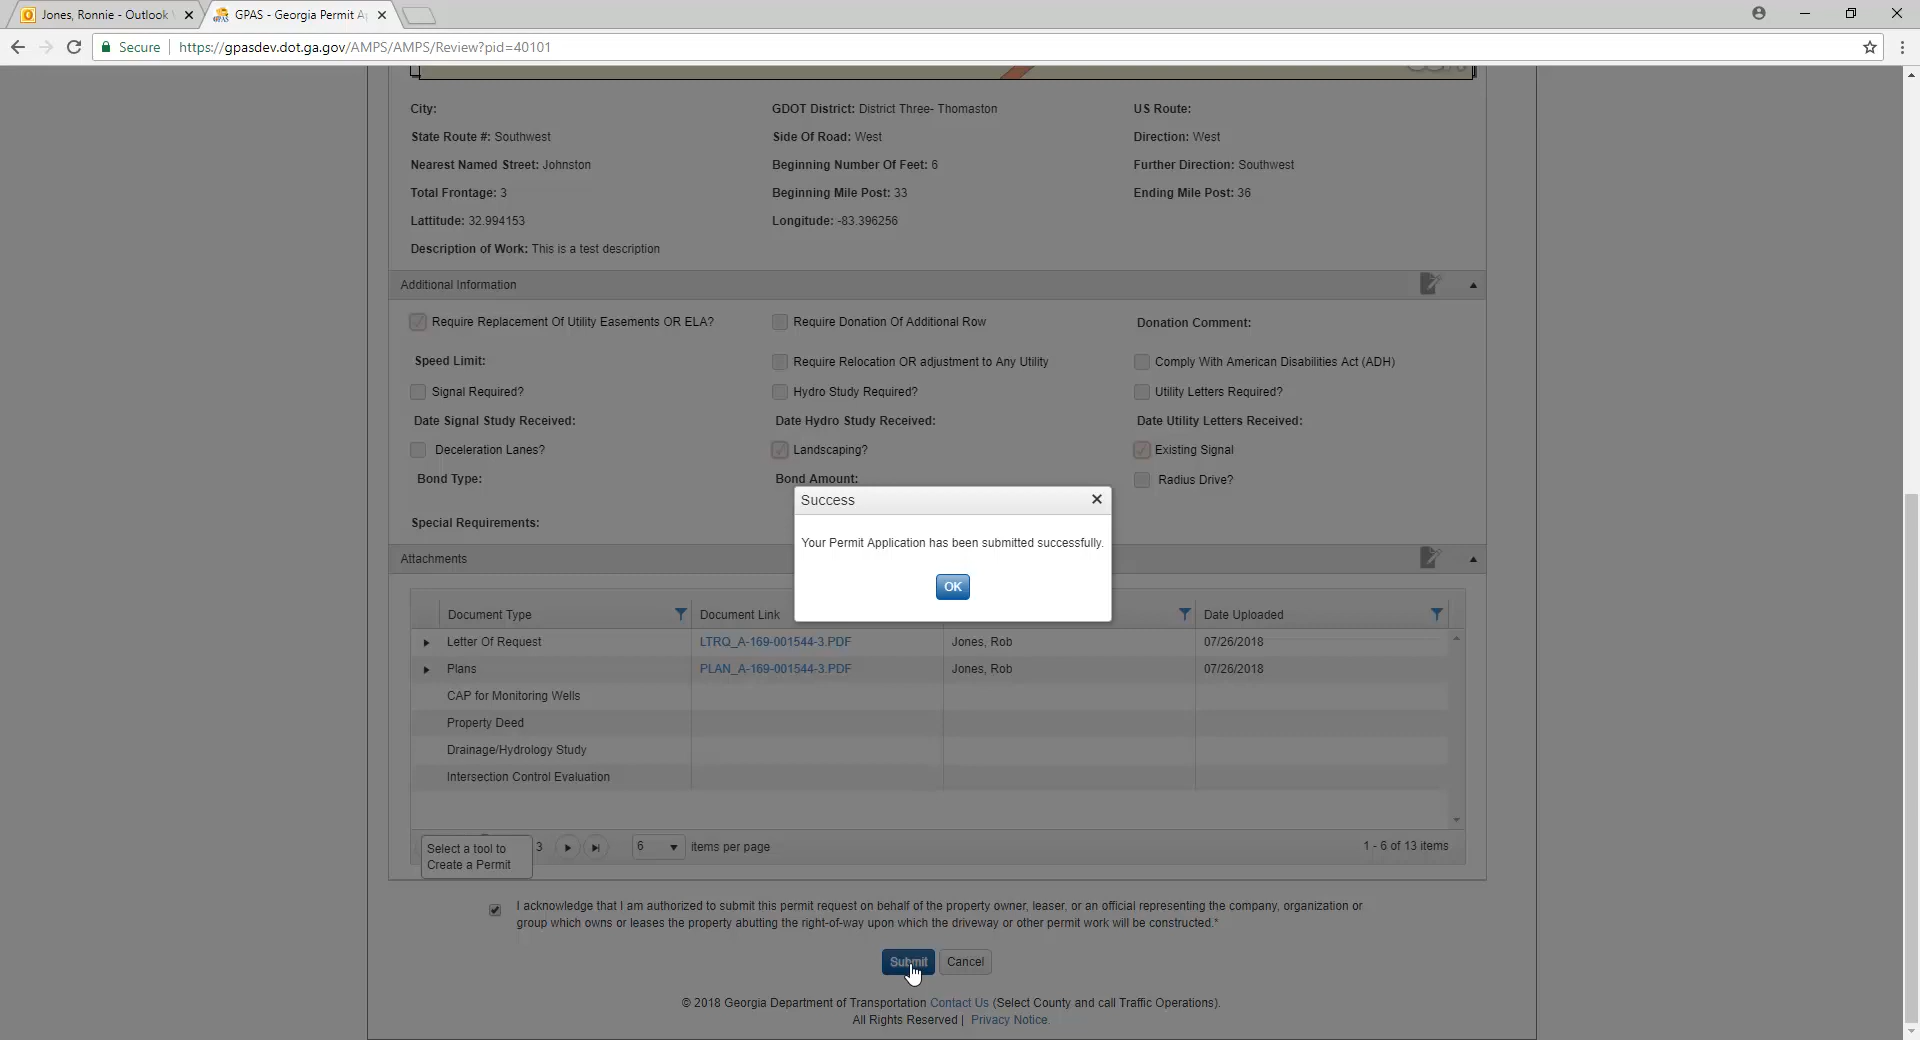 Jones, Ronnie - Outlook
GPAS - Georgia Permit Ap
Secure https://gpasdev.dot.ga.gov/AMPS/AMPS/Review?pid=40101
City: GDOT District: District Three- Thomaston US Route:
State Route #: Southwest Side Of Road: West Direction: West
Nearest Named Street: Johnston Beginning Number Of Feet: 6 Further Direction: Southwest
Total Frontage: 3 Beginning Mile Post: 33 Ending Mile Post: 36
Lattitude: 32.994153 Longitude: -83.396256
Description of Work: This is a test description
Additional Information
Require Replacement Of Utility Easements OR ELA? Require Donation Of Additional Row Donation Comment:
Speed Limit: Require Relocation OR adjustment to Any Utility Comply With American Disabilities Act (ADH)
Signal Required? Hydro Study Required? Utility Letters Required?
Date Signal Study Received: Date Hydro Study Received: Date Utility Letters Received:
Deceleration Lanes? Landscaping? Existing Signal
Bond Type: Bond Amount: Radius Drive?
Success
Special Requirements:
Your Permit Application has been submitted successfully.
OK
Attachments
Document Type Document Link Date Uploaded
Letter Of Request LTRQ_A-169-001544-3.PDF Jones, Rob 07/26/2018
Plans PLAN_A-169-001544-3.PDF Jones, Rob 07/26/2018
CAP for Monitoring Wells
Property Deed
Drainage/Hydrology Study
Intersection Control Evaluation
Select a tool to
Create a Permit
3 6 items per page 1 - 6 of 13 items
I acknowledge that I am authorized to submit this permit request on behalf of the property owner, leaser, or an official representing the company, organization or
group which owns or leases the property abutting the right-of-way upon which the driveway or other permit work will be constructed.*
Submit Cancel
© 2018 Georgia Department of Transportation Contact Us (Select County and call Traffic Operations).
All Rights Reserved | Privacy Notice.